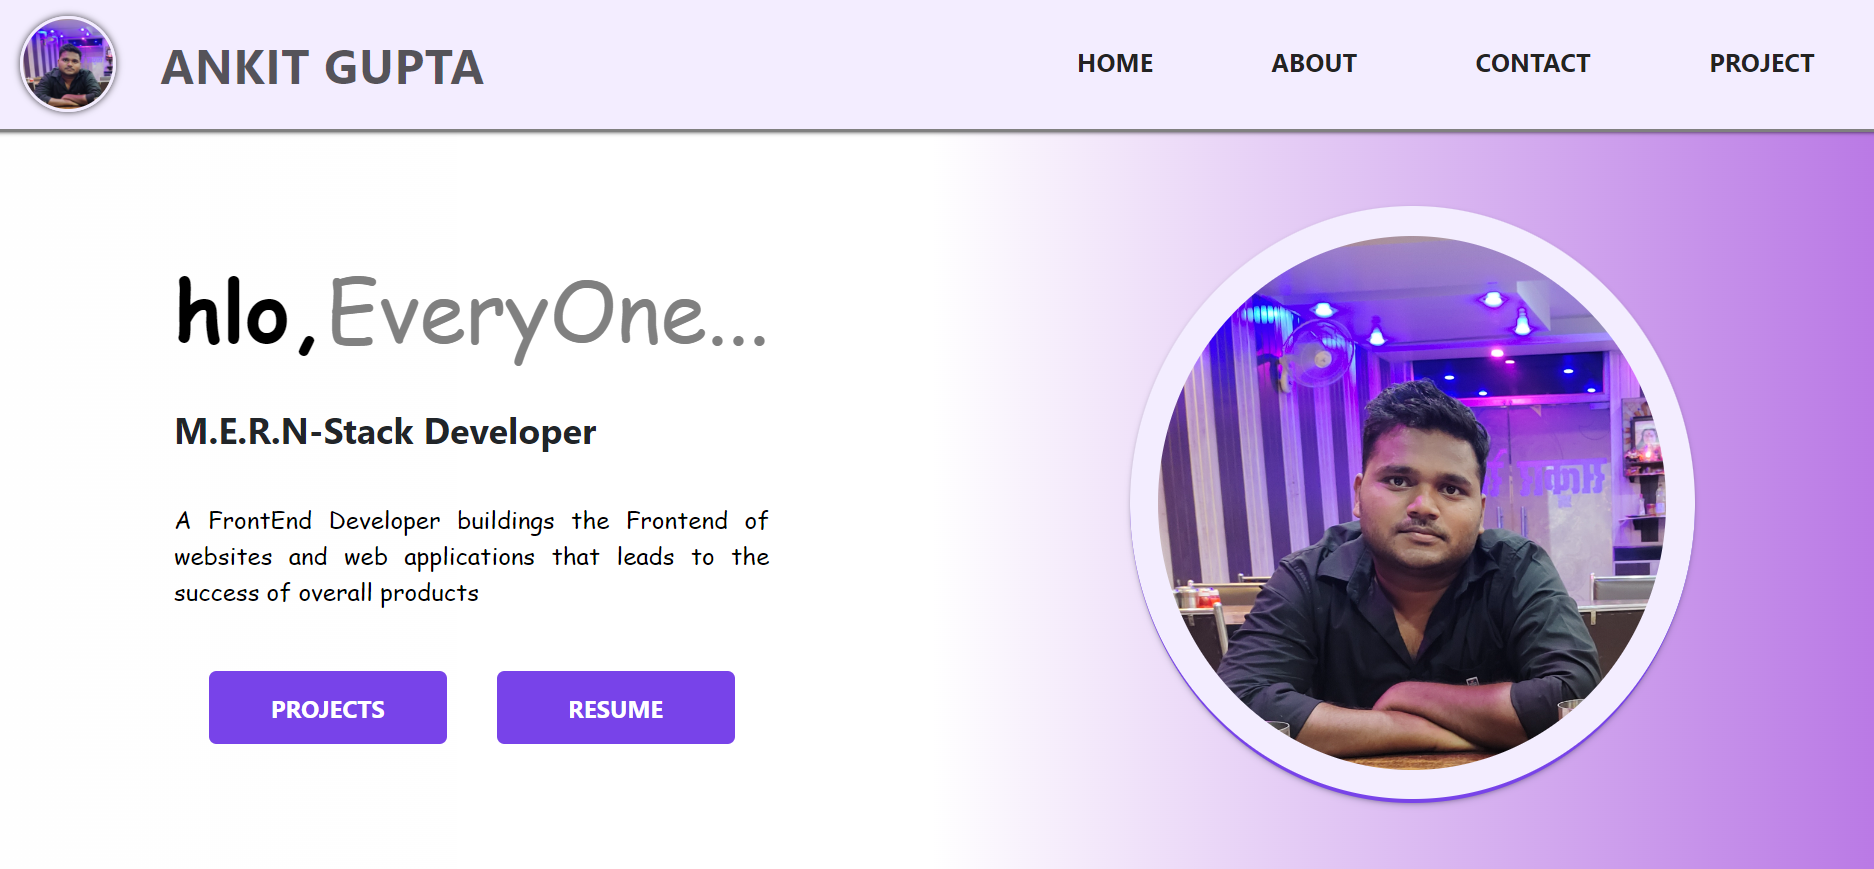 ANKIT GUPTA
HOME ABOUT CONTACT PROJECT
hlo,EveryOne...
M.E.R.N-Stack Developer
A FrontEnd Developer buildings the Frontend of
websites and web applications that leads to the
success of overall products
PROJECTS RESUME